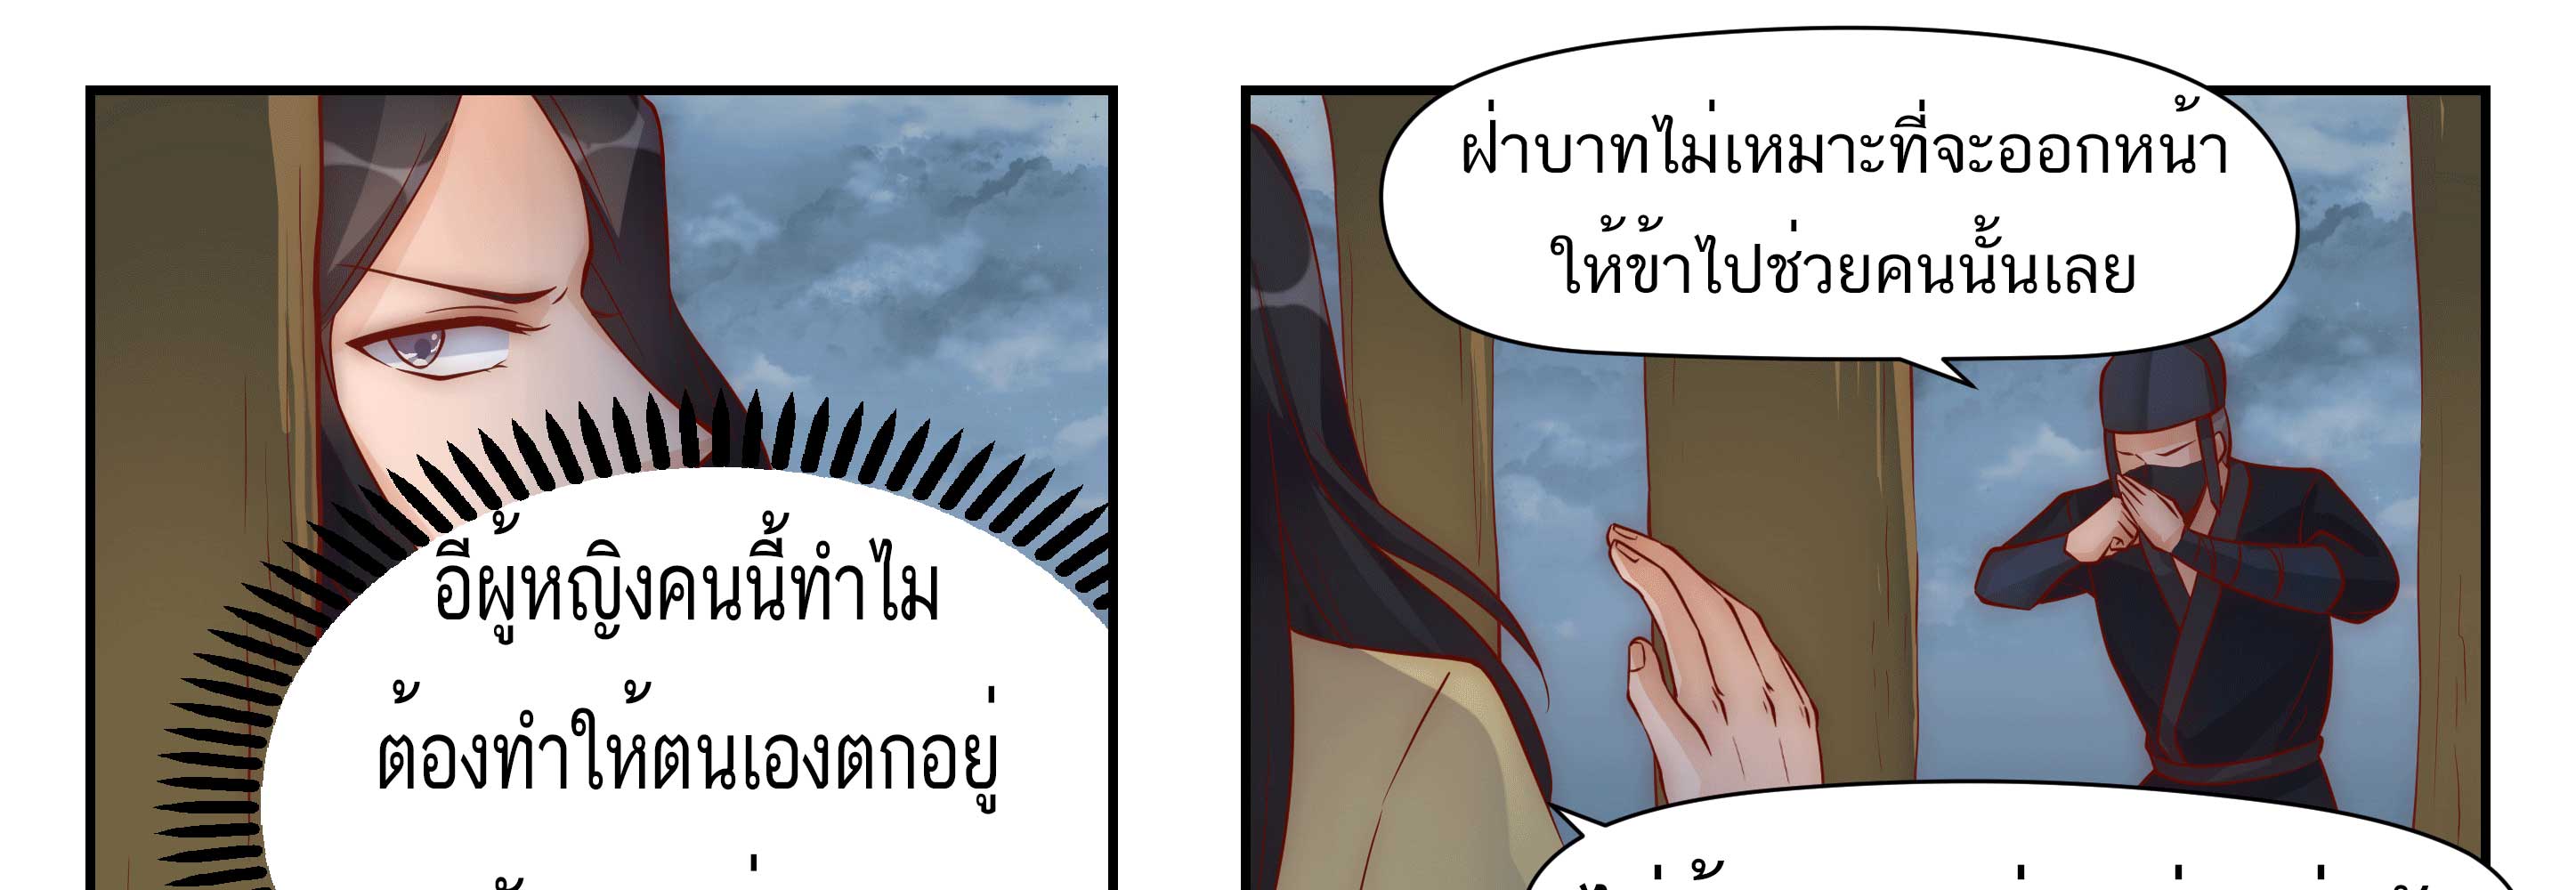 อีผู้หญิงคนนี้ทำไม
ต้องทำให้ตนเองตกอยู่
ฝ่าบาทไม่เหมาะที่จะออกหน้า
ให้ข้าไปช่วยคนนั้นเลย